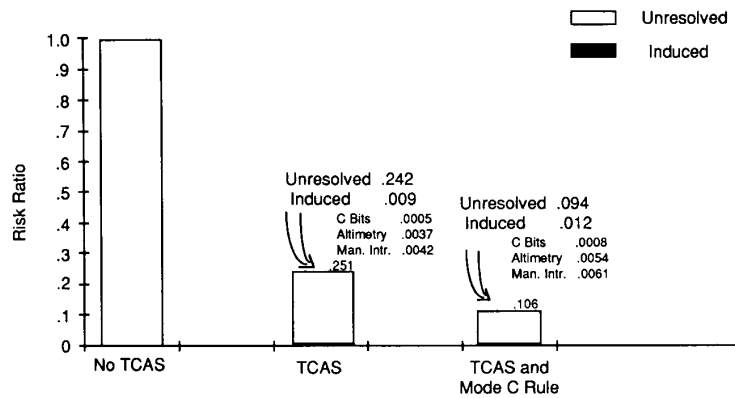 Unresolved
Induced
1.0
.9
.8
.7
.6
.5
.4
.3
.2
.1
0
Risk Ratio
Unresolved .242
Induced .009
C Bits .0005
Altimetry .0037
Man. Intr. .0042
.251
Unresolved .094
Induced .012
C Bits .0008
Altimetry .0054
Man. Intr. .0061
.106
No TCAS
TCAS
TCAS and
Mode C Rule